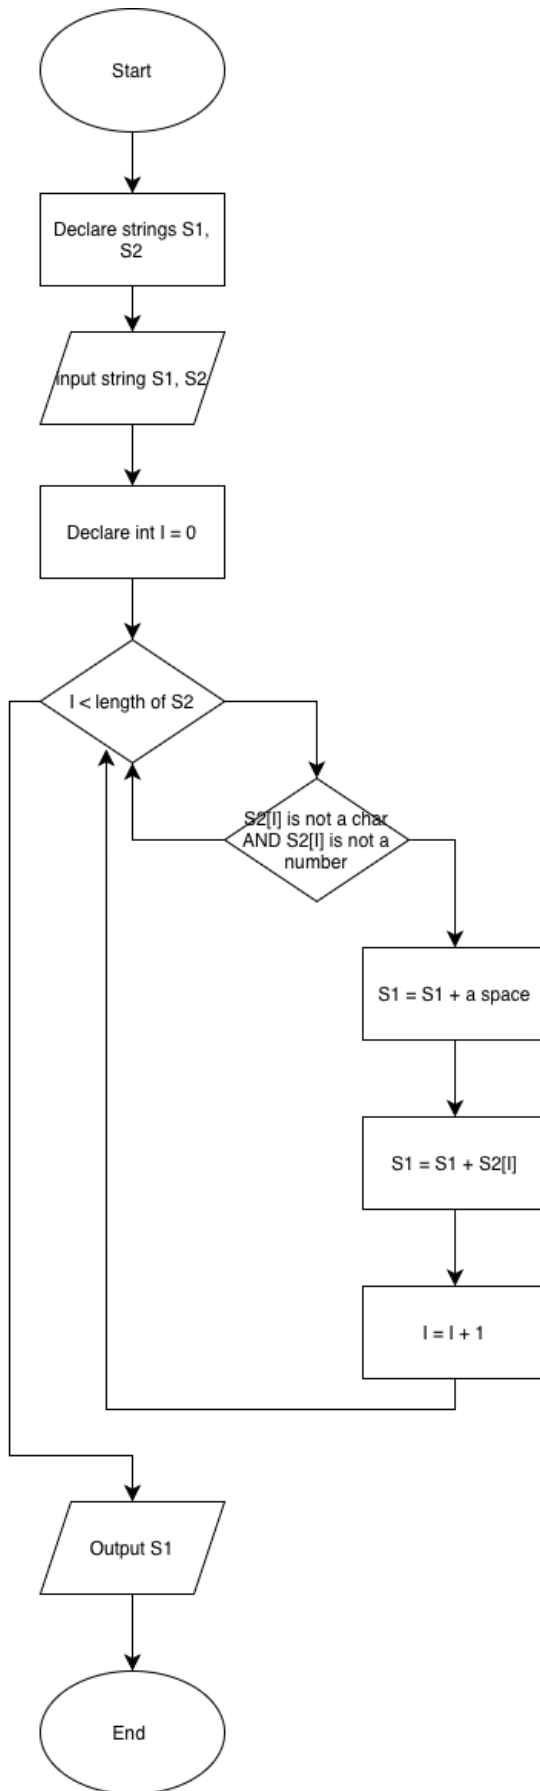 Start
Declare strings S1,
S2
input string S1, S2
Declare int I = 0
I < length of S2
S2[I] is not a char
AND S2[I] is not a
number
S1 = S1 + a space
S1 = S1 + S2[I]
I = I + 1
Output S1
End